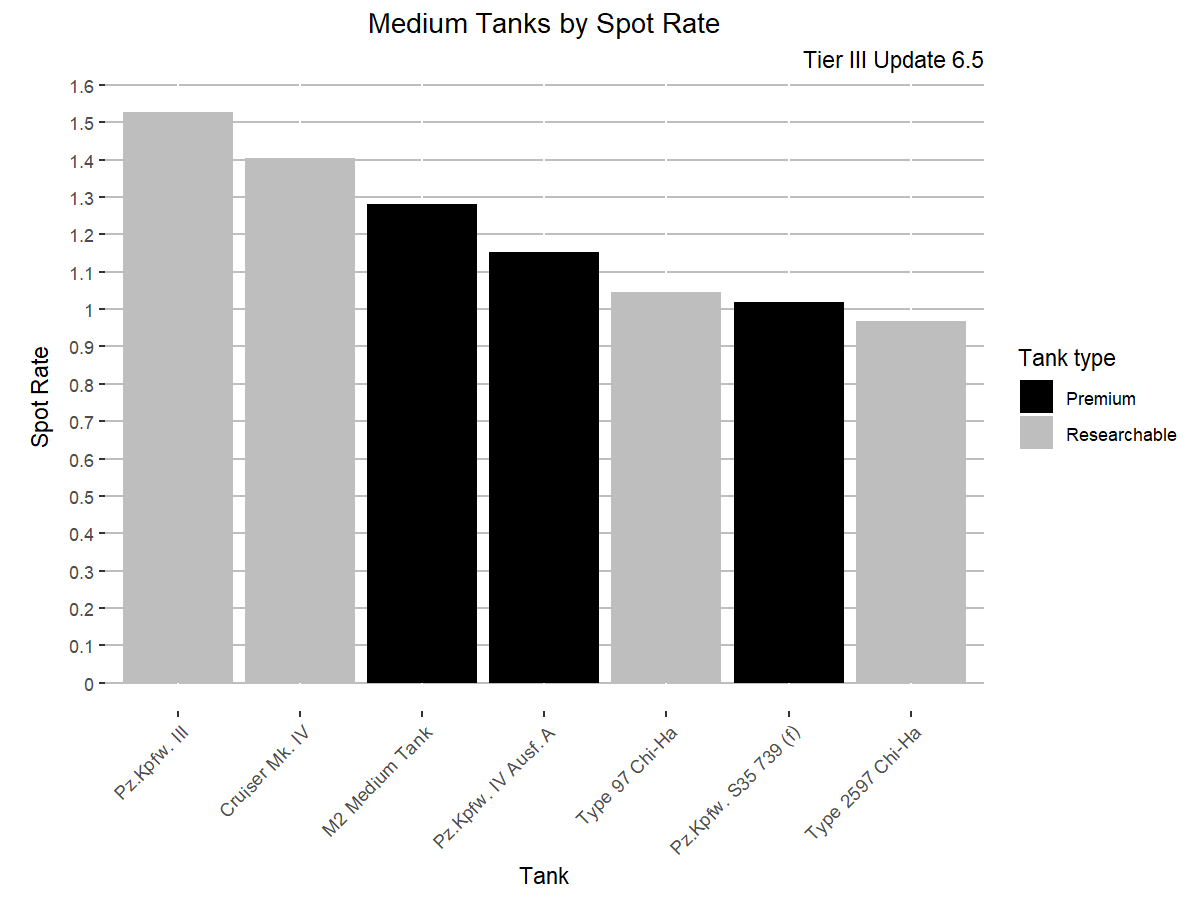 Medium Tanks by Spot Rate
Tier III Update 6.5
1.6
1.5
1.4
1.3
1.2
1.1
1
0.9
0.8
0.7
0.6
0.5
0.4
0.3
0.2
0.1
0
Spot Rate
Pz.Kpfw. III
Cruiser Mk. IV
M2 Medium Tank
Pz.Kpfw. IV Ausf. A
Type 97 Chi-Ha
Pz.Kpfw. S35 739 (f)
Type 2597 Chi-Ha
Tank
Tank type
Premium
Researchable